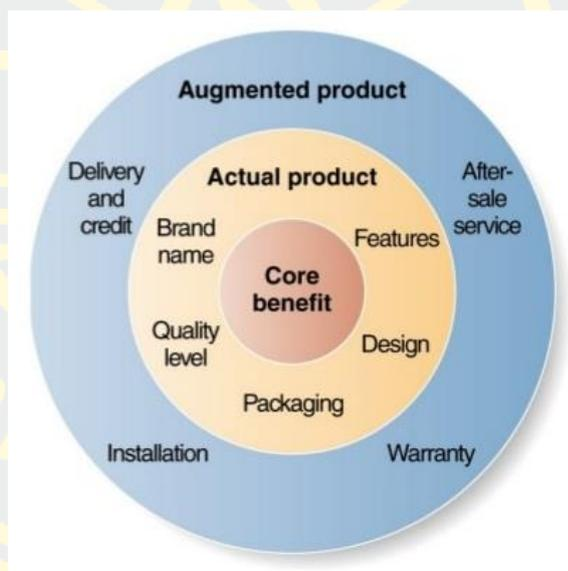 Augmented product
Delivery
and
credit
After-
sale
service
Actual product
Brand
name
Features
Core
benefit
Quality
level
Design
Packaging
Installation
Warranty